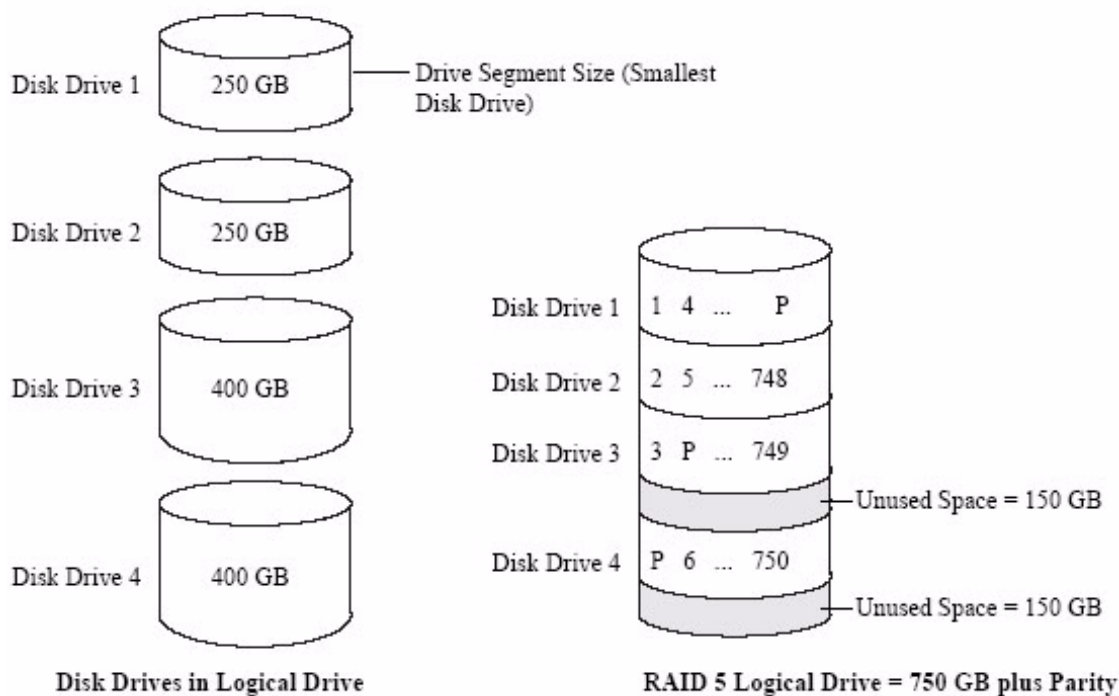 Disk Drive 1
250 GB
Drive Segment Size (Smallest
Disk Drive)
Disk Drive 2
250 GB
Disk Drive 3
400 GB
Disk Drive 4
400 GB
Disk Drives in Logical Drive
Disk Drive 1
1 4 ... P
Disk Drive 2
2 5 ... 748
Disk Drive 3
3 P ... 749
Unused Space = 150 GB
Disk Drive 4
P 6 ... 750
Unused Space = 150 GB
RAID 5 Logical Drive = 750 GB plus Parity